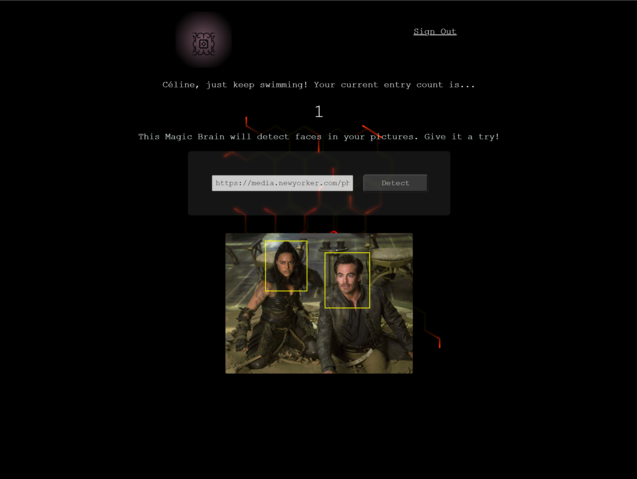 Sign Out
Céline, just keep swimming! Your current entry count is...
1
This Magic Brain will detect faces in your pictures. Give it a try!
https://media.newyorker.com/ph
Detect